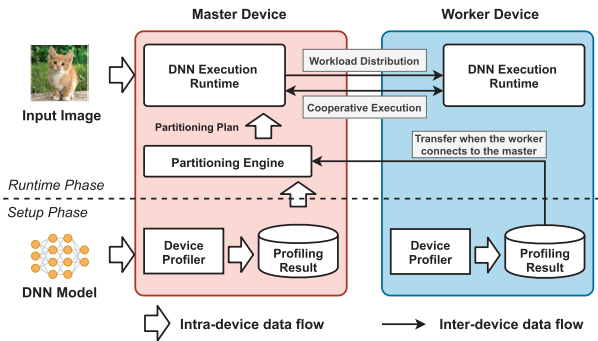 Master Device
Worker Device
DNN Execution
Runtime
Workload Distribution
DNN Execution
Runtime
Cooperative Execution
Input Image
Partitioning Plan
Transfer when the worker
connects to the master
Partitioning Engine
Runtime Phase
Setup Phase
Device
Profiler
Profiling
Result
Device
Profiler
Profiling
Result
DNN Model
Intra-device data flow
Inter-device data flow